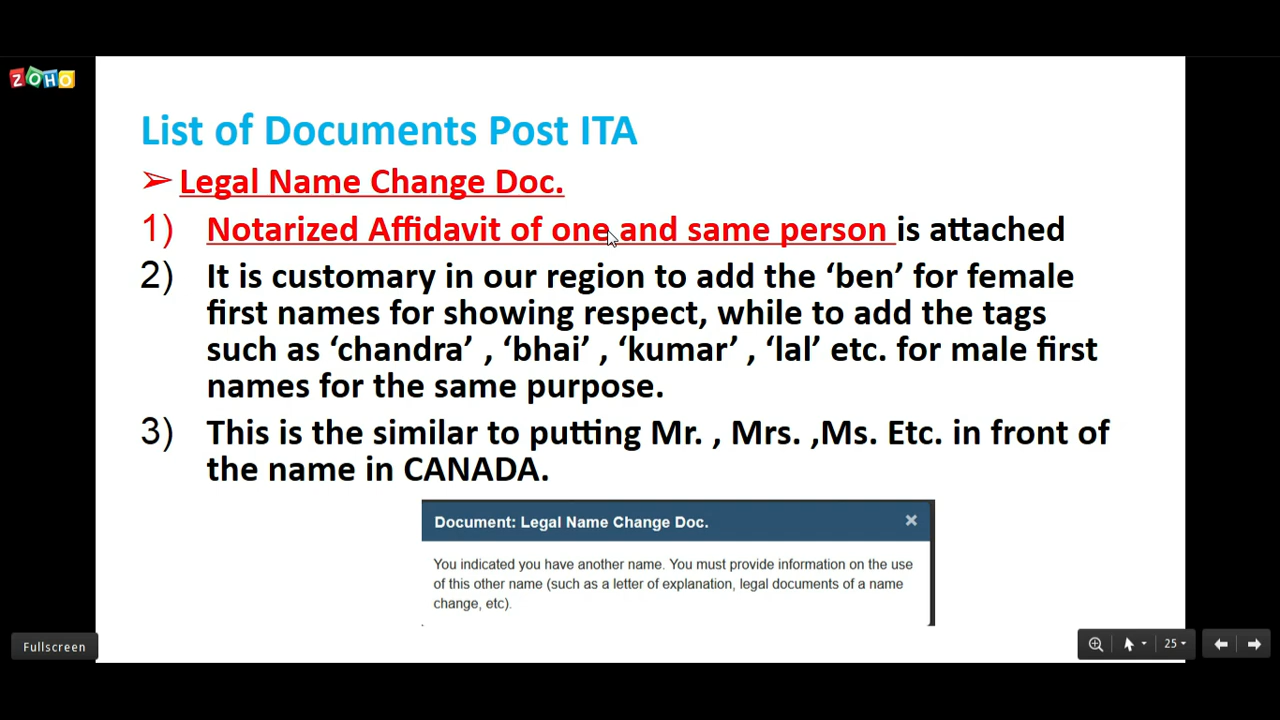 ZOHO
List of Documents Post ITA
➢ Legal Name Change Doc.
1) Notarized Affidavit of one and same person is attached
2) It is customary in our region to add the ‘ben’ for female
first names for showing respect, while to add the tags
such as ‘chandra’ , ‘bhai’ , ‘kumar’ , ‘lal’ etc. for male first
names for the same purpose.
3) This is the similar to putting Mr. , Mrs. ,Ms. Etc. in front of
the name in CANADA.
Document: Legal Name Change Doc. ×
You indicated you have another name. You must provide information on the use
of this other name (such as a letter of explanation, legal documents of a name
change, etc).
Fullscreen
25